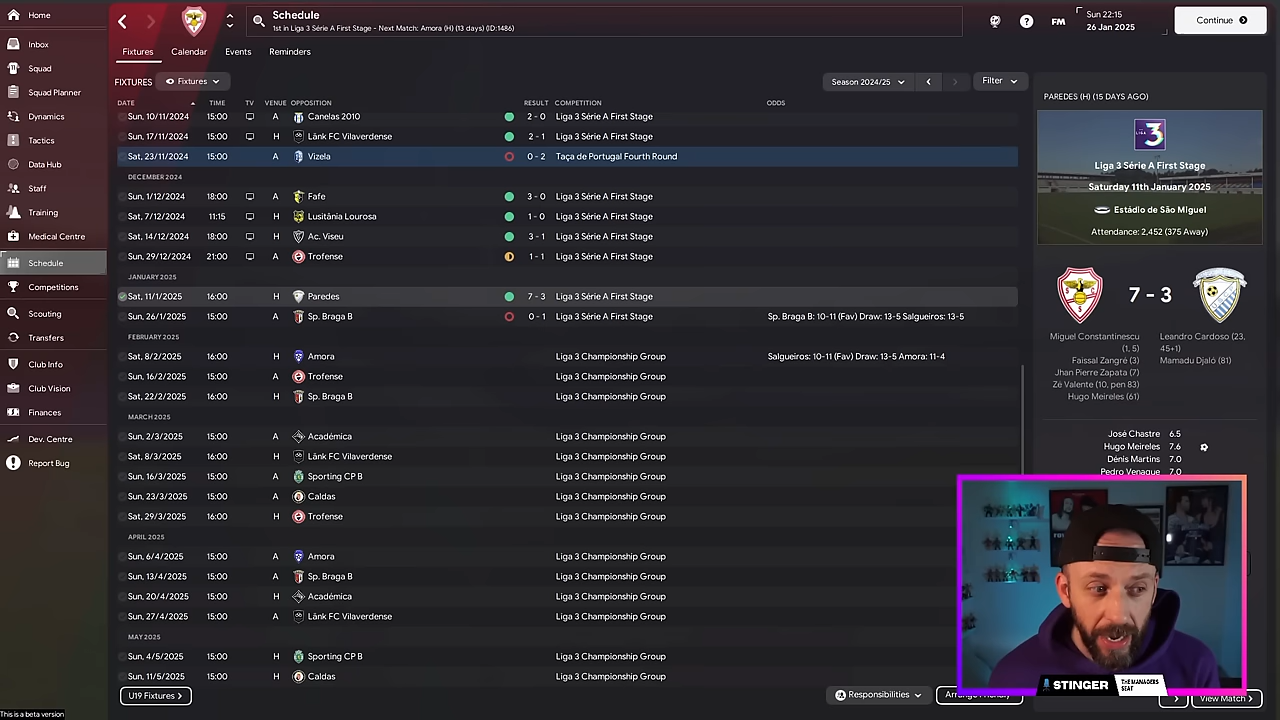 Home
Inbox
Squad
Squad Planner
Dynamics
Tactics
Data Hub
Staff
Training
Medical Centre
Schedule
Competitions
Scouting
Transfers
Club Info
Club Vision
Finances
Dev. Centre
Report Bug
This is a beta version
Schedule
1st in Liga 3 Série A First Stage - Next Match: Amora (H) (13 days) (ID:1486)
FM
Sun 22:15
26 Jan 2025
Continue
Fixtures Calendar Events Reminders
FIXTURES Fixtures Season 2024/25 Filter
DATE TIME TV VENUE OPPOSITION RESULT COMPETITION ODDS
Sun, 10/11/2024 15:00 A Canelas 2010 2 - 0 Liga 3 Série A First Stage
Sun, 17/11/2024 15:00 H Länk FC Vilaverdense 2 - 1 Liga 3 Série A First Stage
Sat, 23/11/2024 15:00 A Vizela 0 - 2 Taça de Portugal Fourth Round
DECEMBER 2024
Sun, 1/12/2024 18:00 A Fafe 3 - 0 Liga 3 Série A First Stage
Sat, 7/12/2024 11:15 H Lusitânia Lourosa 1 - 0 Liga 3 Série A First Stage
Sat, 14/12/2024 18:00 H Ac. Viseu 3 - 1 Liga 3 Série A First Stage
Sun, 29/12/2024 21:00 A Trofense 1 - 1 Liga 3 Série A First Stage
JANUARY 2025
Sat, 11/1/2025 16:00 H Paredes 7 - 3 Liga 3 Série A First Stage
Sun, 26/1/2025 15:00 A Sp. Braga B 0 - 1 Liga 3 Série A First Stage Sp. Braga B: 10-11 (Fav) Draw: 13-5 Salgueiros: 13-5
FEBRUARY 2025
Sat, 8/2/2025 16:00 H Amora Liga 3 Championship Group Salgueiros: 10-11 (Fav) Draw: 13-5 Amora: 11-4
Sun, 16/2/2025 15:00 A Trofense Liga 3 Championship Group
Sat, 22/2/2025 16:00 H Sp. Braga B Liga 3 Championship Group
MARCH 2025
Sun, 2/3/2025 15:00 A Académica Liga 3 Championship Group
Sat, 8/3/2025 16:00 H Länk FC Vilaverdense Liga 3 Championship Group
Sun, 16/3/2025 15:00 A Sporting CP B Liga 3 Championship Group
Sun, 23/3/2025 15:00 A Caldas Liga 3 Championship Group
Sat, 29/3/2025 16:00 H Trofense Liga 3 Championship Group
APRIL 2025
Sun, 6/4/2025 15:00 A Amora Liga 3 Championship Group
Sun, 13/4/2025 15:00 A Sp. Braga B Liga 3 Championship Group
Sun, 20/4/2025 15:00 H Académica Liga 3 Championship Group
Sun, 27/4/2025 15:00 A Länk FC Vilaverdense Liga 3 Championship Group
MAY 2025
Sun, 4/5/2025 15:00 H Sporting CP B Liga 3 Championship Group
Sun, 11/5/2025 15:00 H Caldas Liga 3 Championship Group
U19 Fixtures
Responsibilities
View Match
PAREDES (H) (15 DAYS AGO)
Liga 3 Série A First Stage
Saturday 11th January 2025
Estádio de São Miguel
Attendance: 2,452 (375 Away)
7 - 3
Miguel Constantinescu
(1, 5)
Faissal Zangré (3)
Jhan Pierre Zapata (7)
Zé Valente (10, pen 83)
Hugo Meireles (61)
Leandro Cardoso (23,
45+1)
Mamadu Djaló (81)
José Chastre 6.5
Hugo Meireles 7.6
Dénis Martins 7.0
Pedro Venaque 7.0
STINGER
THE MANAGERS
SEAT